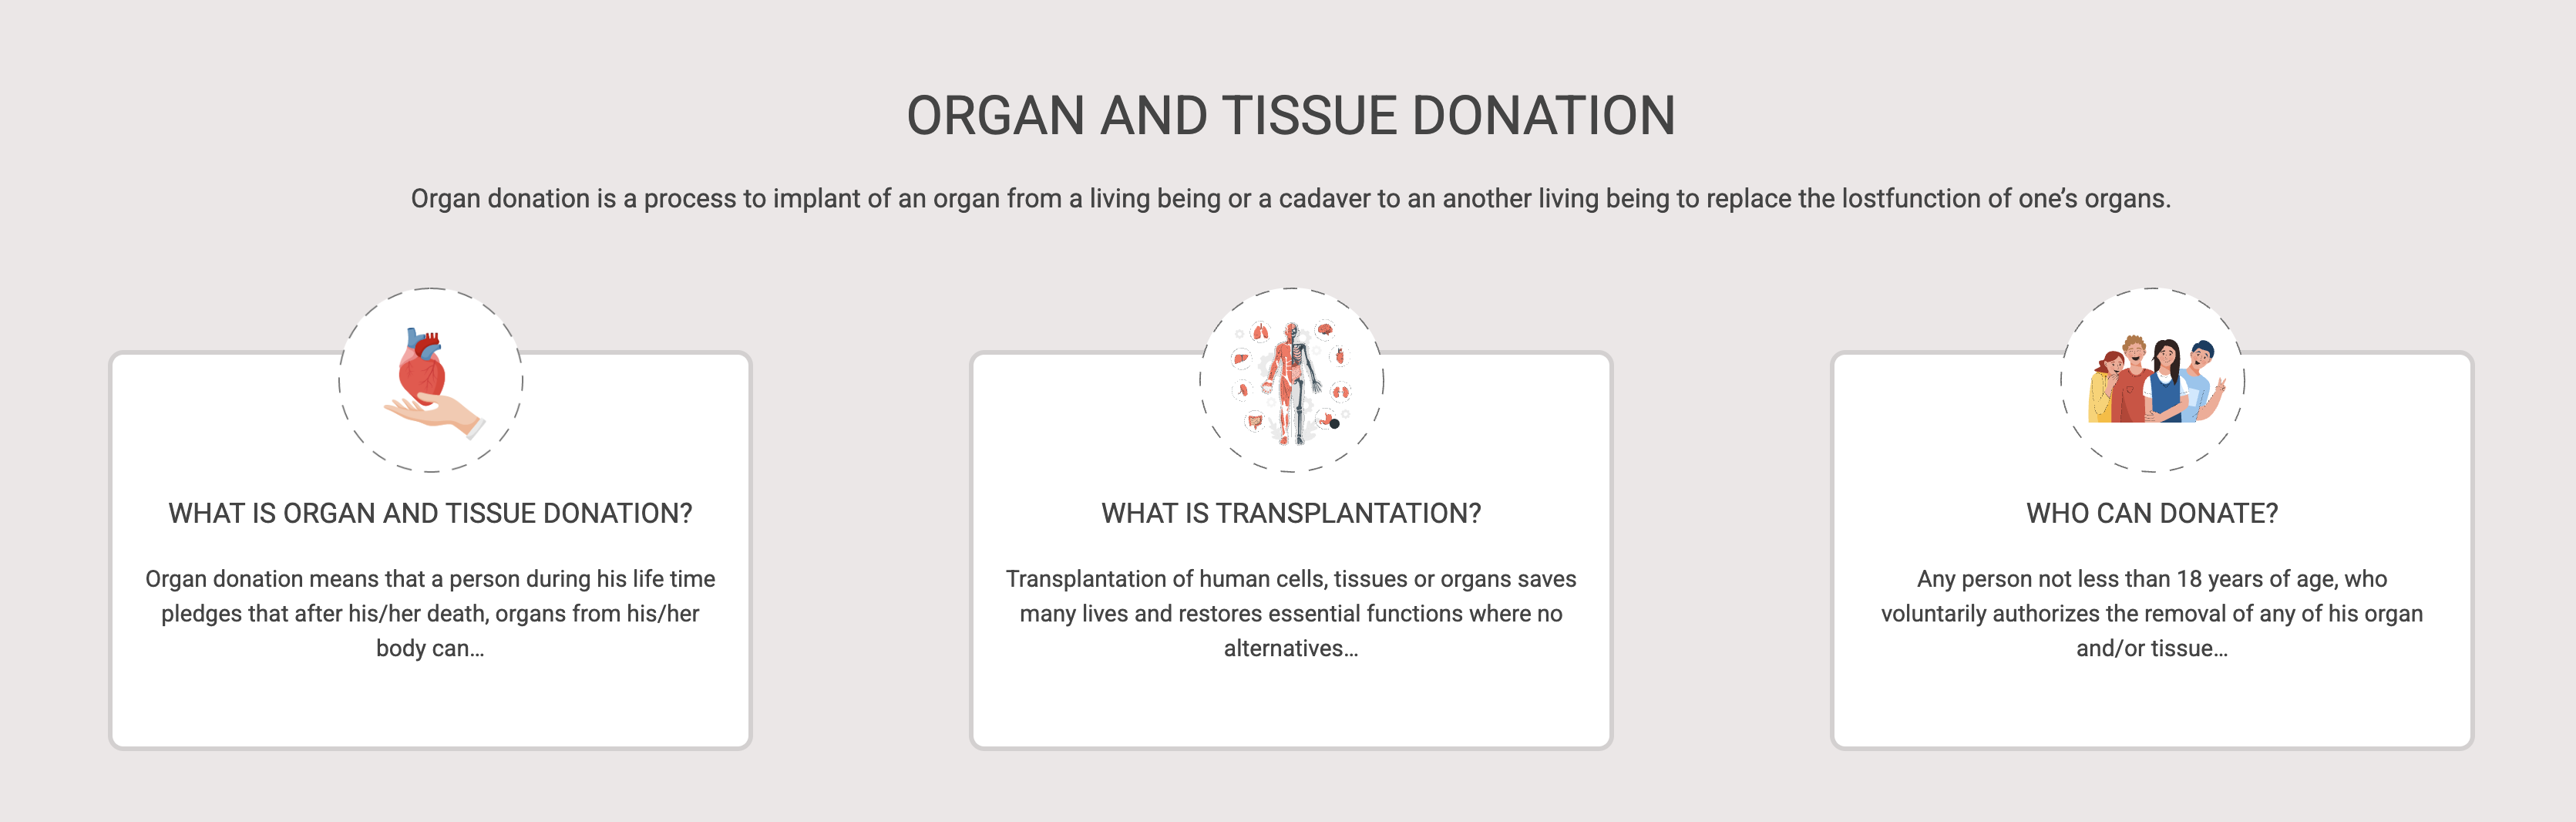 ORGAN AND TISSUE DONATION
Organ donation is a process to implant of an organ from a living being or a cadaver to an another living being to replace the lostfunction of one’s organs.
WHAT IS ORGAN AND TISSUE DONATION?
Organ donation means that a person during his life time
pledges that after his/her death, organs from his/her
body can…
WHAT IS TRANSPLANTATION?
Transplantation of human cells, tissues or organs saves
many lives and restores essential functions where no
alternatives…
WHO CAN DONATE?
Any person not less than 18 years of age, who
voluntarily authorizes the removal of any of his organ
and/or tissue…